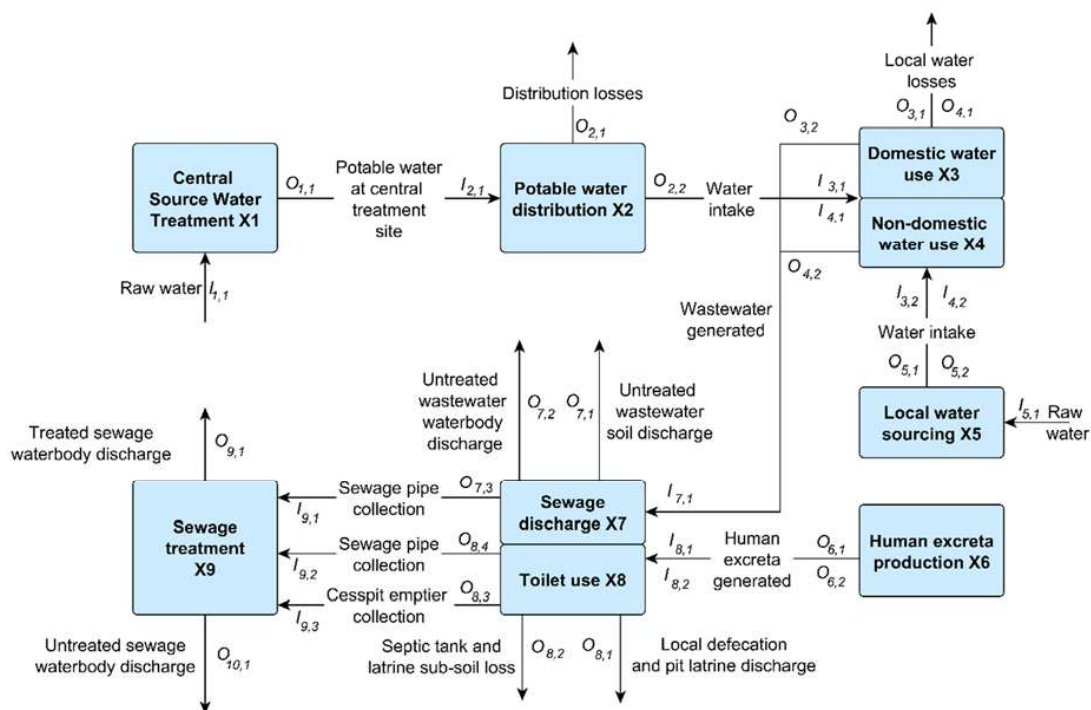 Local water
losses
O3,1
O4,1
Distribution losses
O2,1
O3,2
Central
Source Water
Treatment X1
O1,1
Potable water
at central
treatment
site
I2,1
Potable water
distribution X2
O2,2
Water
intake
I3,1
I4,1
Domestic water
use X3
Non-domestic
water use X4
Raw water
I1,1
O4,2
Wastewater
generated
I3,2
I4,2
Water intake
O5,1
O5,2
Local water
sourcing X5
I5,1
Raw
water
Untreated
wastewater
waterbody
discharge
O7,2
O7,1
Untreated
wastewater
soil discharge
Treated sewage
waterbody discharge
O9,1
Sewage
treatment
X9
I9,1
Sewage pipe
collection
O7,3
Sewage
discharge X7
I7,1
I9,2
Sewage pipe
collection
O8,4
Toilet use X8
I8,1
I8,2
Human
excreta
generated
O6,1
O6,2
Human excreta
production X6
I9,3
Cesspit emptier
collection
O8,3
Untreated sewage
waterbody discharge
O10,1
Septic tank and
latrine sub-soil loss
O8,2
O8,1
Local defecation
and pit latrine discharge